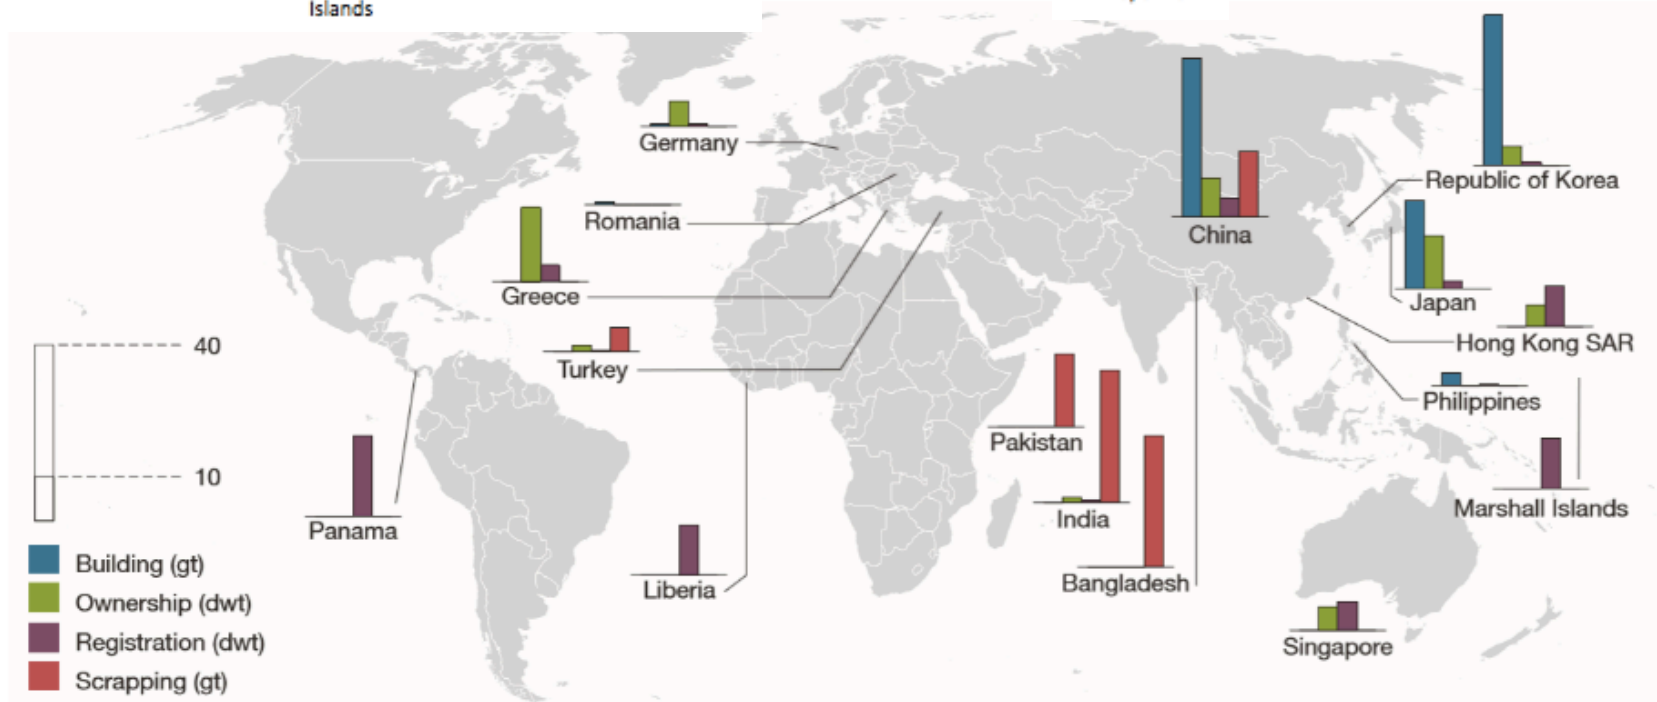 Islands
Germany
Romania
Greece
Turkey
40
10
Panama
Liberia
Pakistan
India
Bangladesh
China
Republic of Korea
Japan
Hong Kong SAR
Philippines
Marshall Islands
Singapore
Building (gt)
Ownership (dwt)
Registration (dwt)
Scrapping (gt)